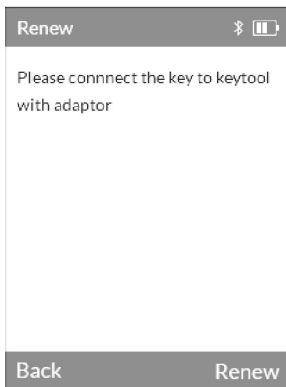 Renew
Please connnect the key to keytool
with adaptor
Back
Renew